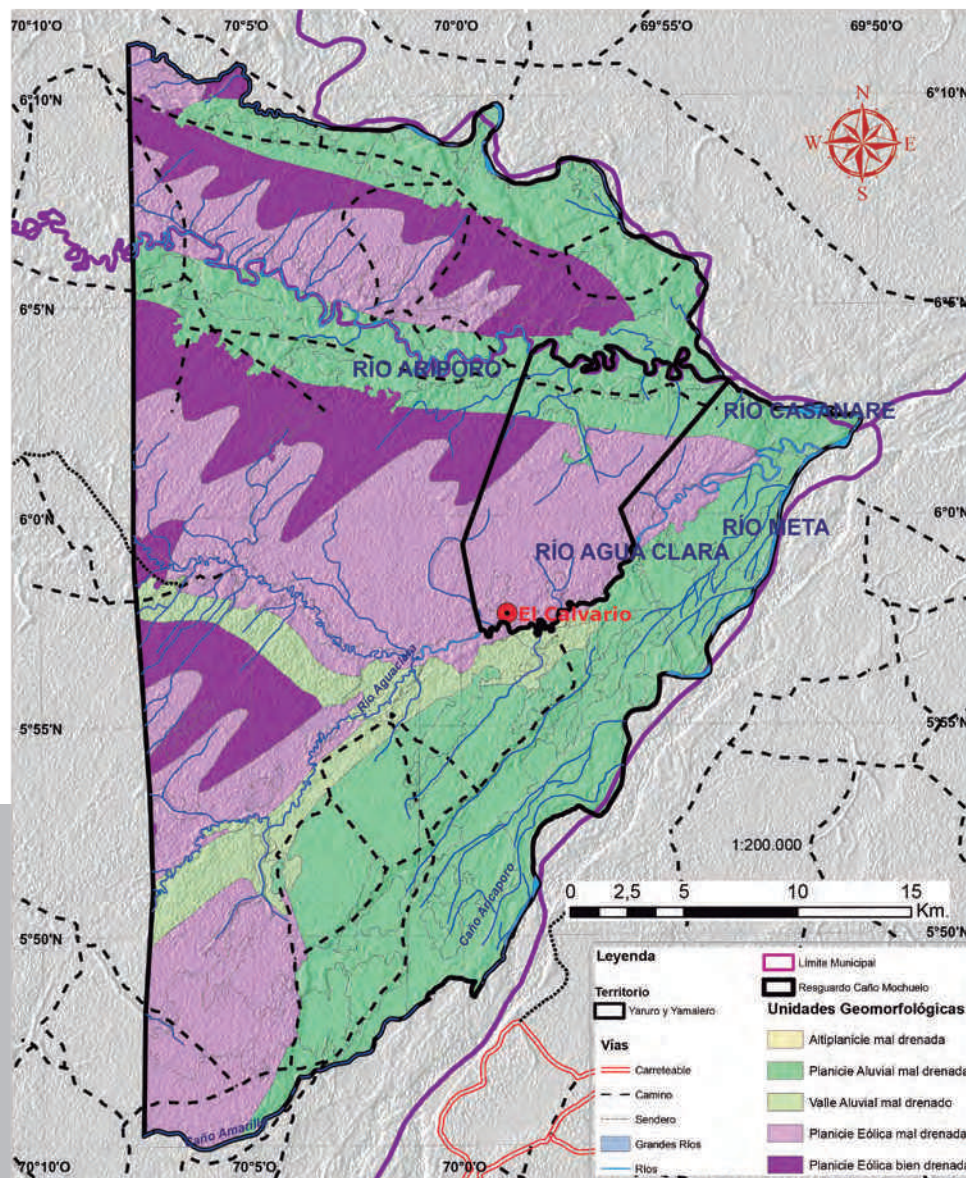 70°10'O 70°5'O 70°0'O 69°55'O 69°50'O
6°10'N 6°10'N
N
W E
S
6°5'N 6°5'N
RÍO ARIPORO
RÍO CASANARE
6°0'N 6°0'N
RÍO META
RÍO AGUA CLARA
El Calvario
Río Aguaclara
5°55'N 5°55'N
1:200.000
0 2,5 5 10 15
Km.
Caño Aricaporo
5°50'N 5°50'N
Caño Amarill
70°10'O 70°5'O 70°0'O
Leyenda
Territorio
Yaruro y Yamalero
Vías
Carreteable
Camino
Sendero
Grandes Ríos
Ríos
Límite Municipal
Resguardo Caño Mochuelo
Unidades Geomorfológicas
Altiplanicie mal drenada
Planicie Aluvial mal drenada
Valle Aluvial mal drenado
Planicie Eólica mal drenada
Planicie Eólica bien drenada